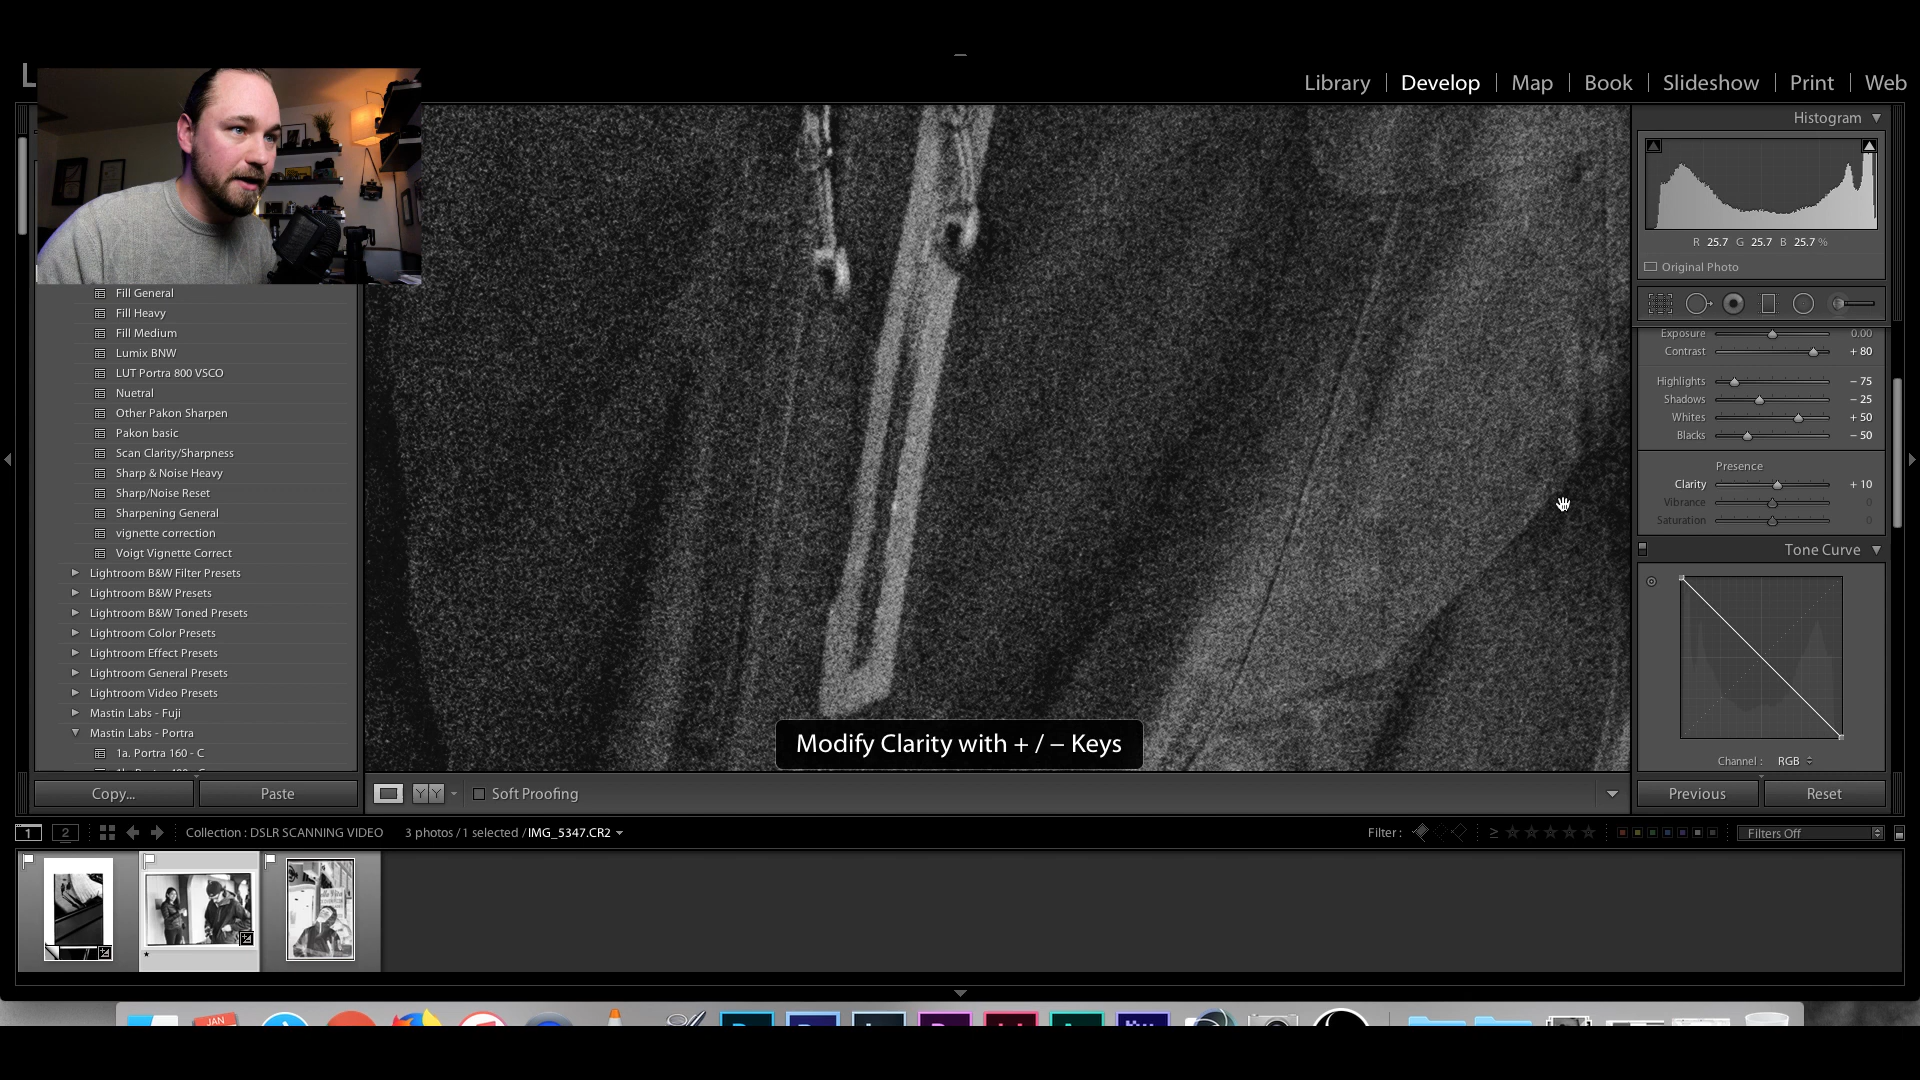 L
Library | Develop | Map | Book | Slideshow | Print | Web
Histogram
R 25.7 G 25.7 B 25.7 %
Original Photo
Exposure 0.00
Contrast + 80
Highlights – 75
Shadows – 25
Whites + 50
Blacks – 50
Presence
Clarity + 10
Vibrance 0
Saturation 0
Tone Curve
Channel : RGB
Previous
Reset
Fill General
Fill Heavy
Fill Medium
Lumix BNW
LUT Portra 800 VSCO
Nuetral
Other Pakon Sharpen
Pakon basic
Scan Clarity/Sharpness
Sharp & Noise Heavy
Sharp/Noise Reset
Sharpening General
vignette correction
Voigt Vignette Correct
Lightroom B&W Filter Presets
Lightroom B&W Presets
Lightroom B&W Toned Presets
Lightroom Color Presets
Lightroom Effect Presets
Lightroom General Presets
Lightroom Video Presets
Mastin Labs - Fuji
Mastin Labs - Portra
1a. Portra 160 - C
Copy...
Paste
Modify Clarity with + / – Keys
Y Y
Soft Proofing
1
2
Collection : DSLR SCANNING VIDEO
3 photos / 1 selected / IMG_5347.CR2
Filter :
≥
Filters Off
JAN